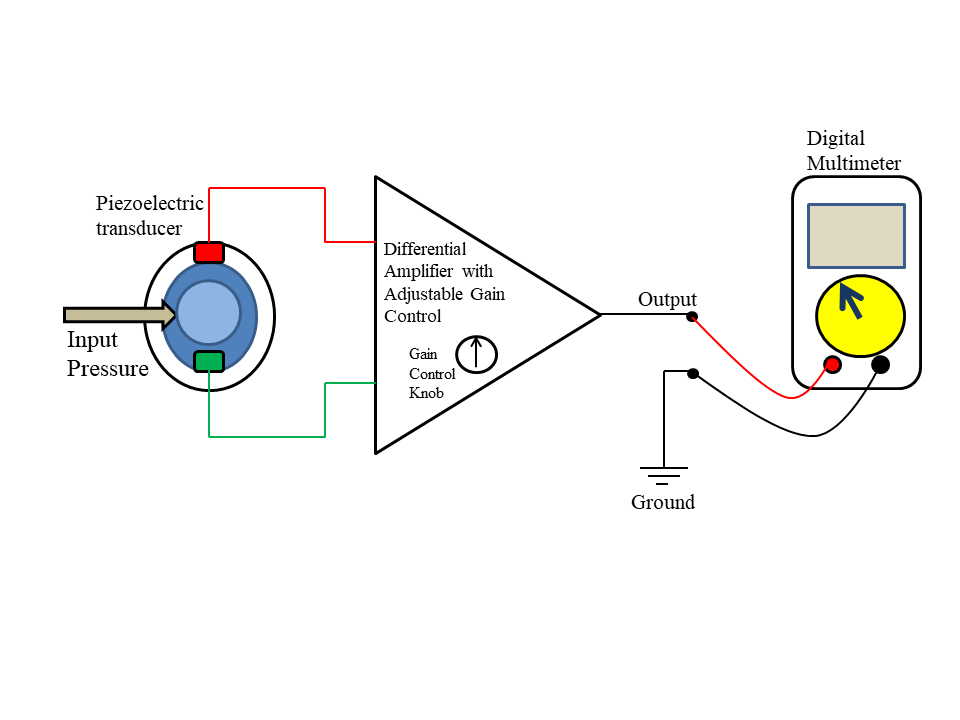 Digital
Multimeter
Piezoelectric
transducer
Differential
Amplifier with
Adjustable Gain
Control
Output
Input
Pressure
Gain
Control
Knob
Ground